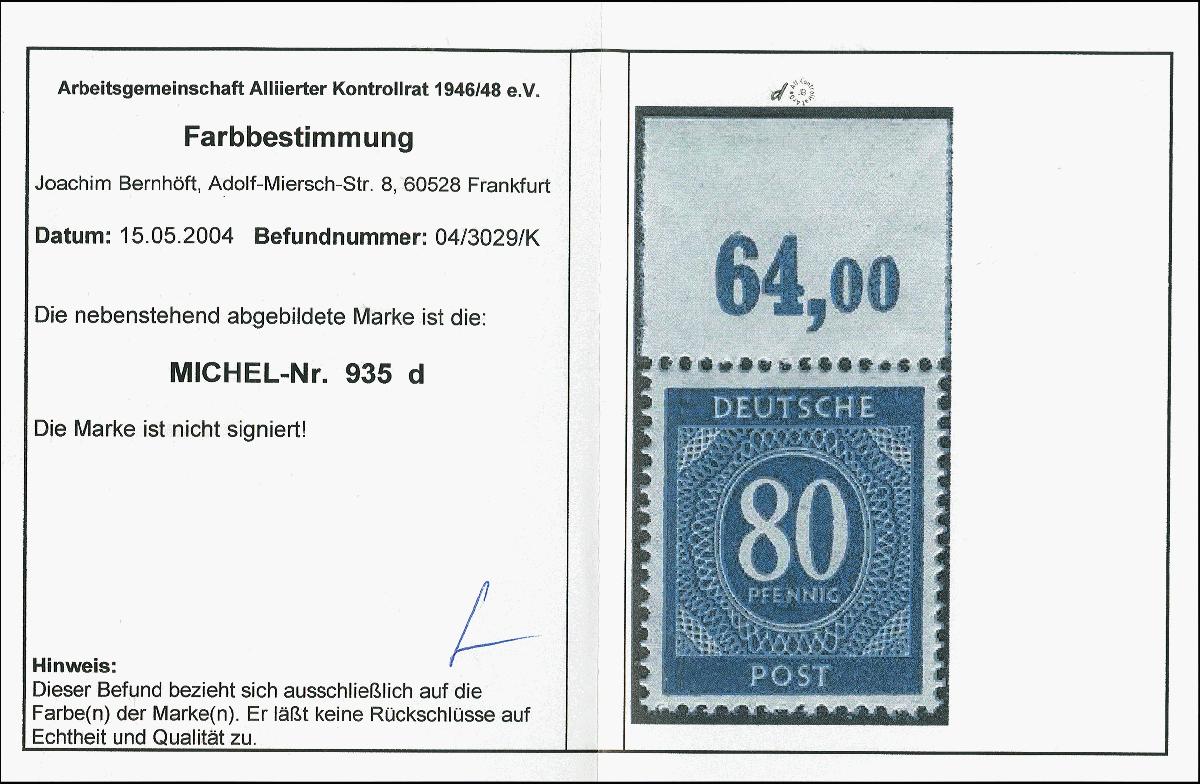 Arbeitsgemeinschaft Alliierter Kontrollrat 1946/48 e.V.
Farbbestimmung
Joachim Bernhöft, Adolf-Miersch-Str. 8, 60528 Frankfurt
Datum: 15.05.2004 Befundnummer: 04/3029/K
Die nebenstehend abgebildete Marke ist die:
MICHEL-Nr. 935 d
Die Marke ist nicht signiert!
Hinweis:
Dieser Befund bezieht sich ausschließlich auf die
Farbe(n) der Marke(n). Er läßt keine Rückschlüsse auf
Echtheit und Qualität zu.
d
64,00
DEUTSCHE
80
PFENNIG
POST